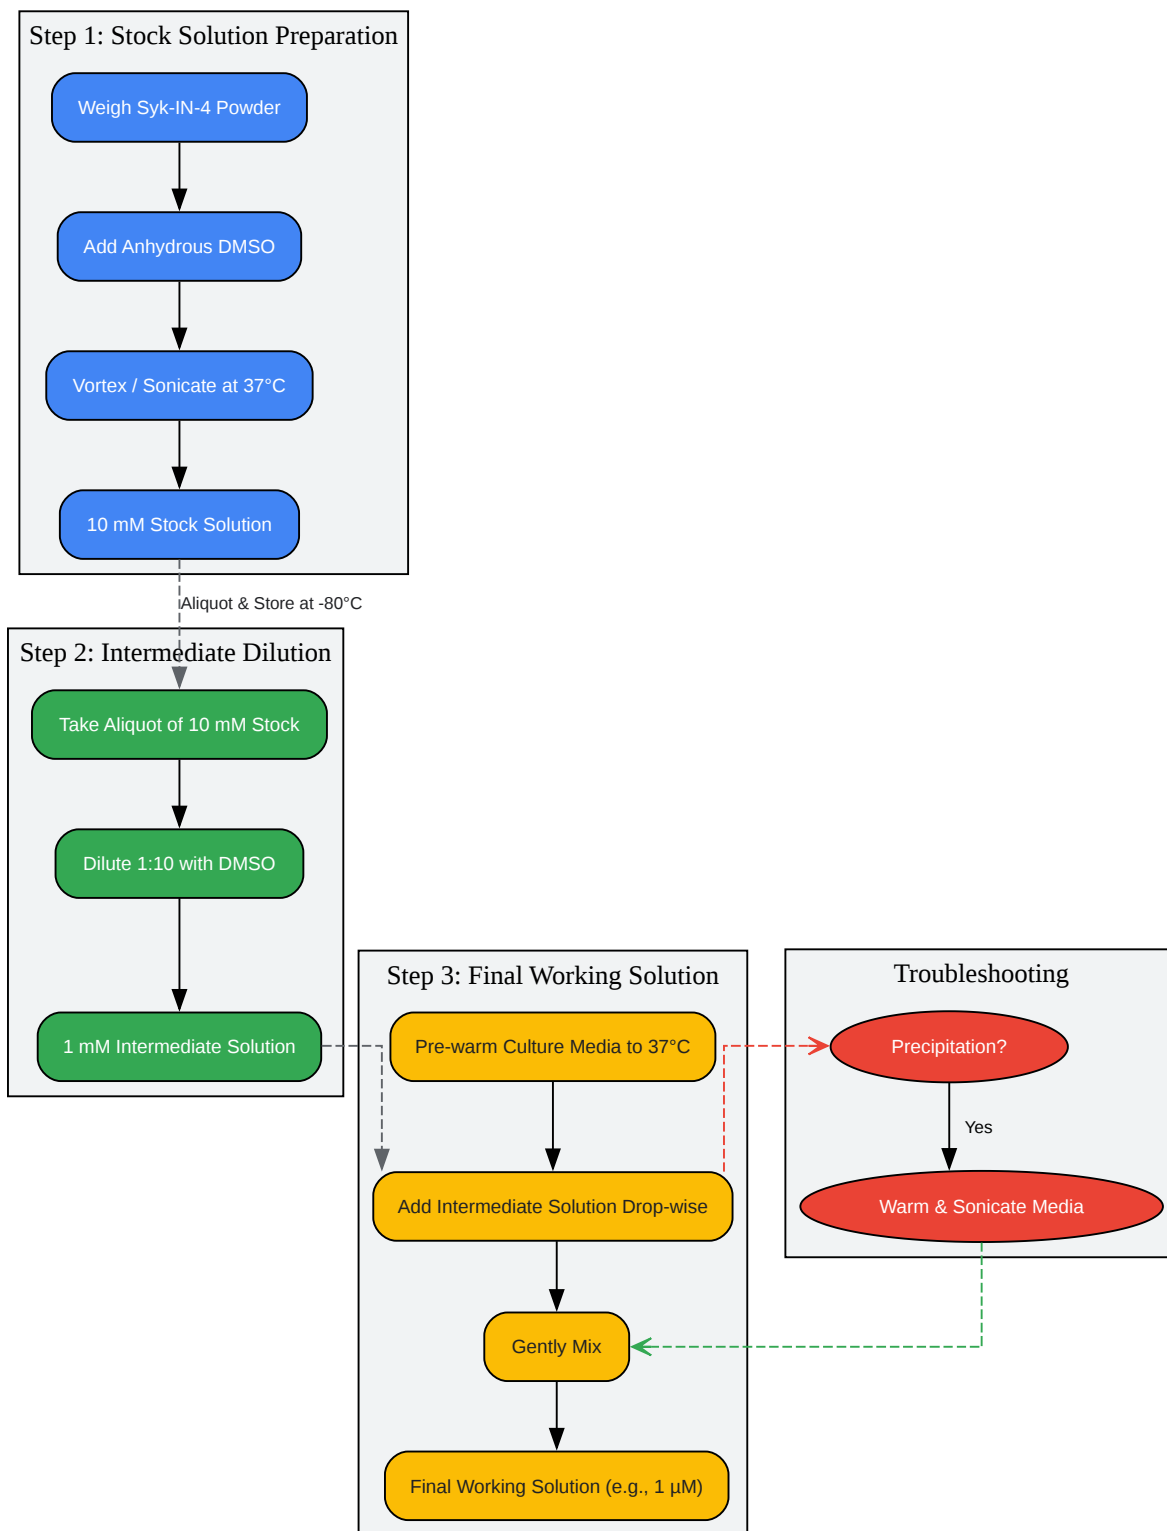 Step 1: Stock Solution Preparation
Weigh Syk-IN-4 Powder
Add Anhydrous DMSO
Vortex / Sonicate at 37°C
10 mM Stock Solution
Aliquot & Store at -80°C
Step 2: Intermediate Dilution
Take Aliquot of 10 mM Stock
Dilute 1:10 with DMSO
1 mM Intermediate Solution
Step 3: Final Working Solution
Pre-warm Culture Media to 37°C
Add Intermediate Solution Drop-wise
Gently Mix
Final Working Solution (e.g., 1 µM)
Troubleshooting
Precipitation?
Yes
Warm & Sonicate Media